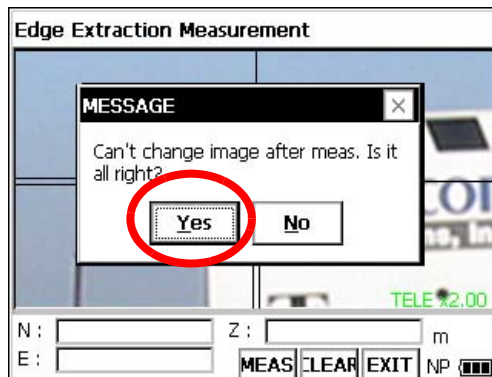 Edge Extraction Measurement
MESSAGE
Can't change image after meas. Is it
all right?
Yes
No
TELE x2.00
N :
Z :
m
E :
MEAS
CLEAR
EXIT
NP